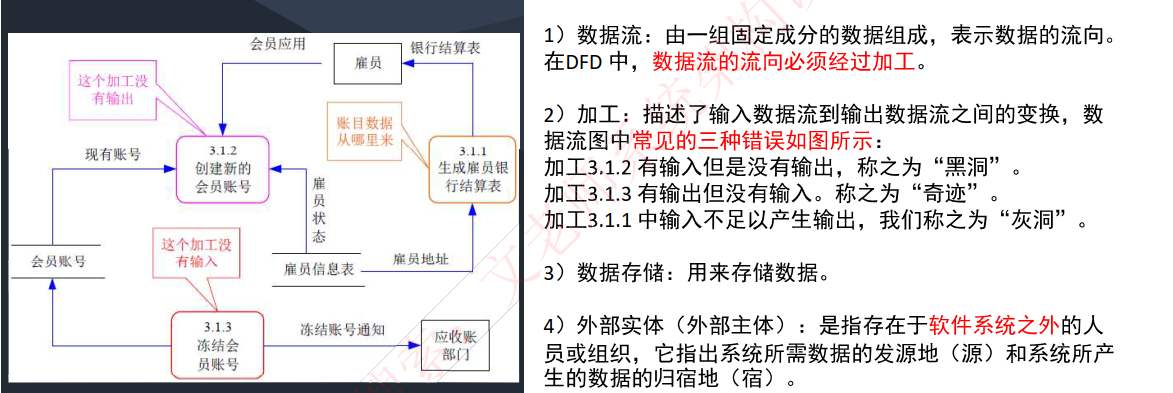 会员应用
银行结算表
雇员
这个加工没
有输出
账目数据
从哪里来
3.1.2
创建新的
会员账号
3.1.1
生成雇员银
行结算表
现有账号
雇员状态
会员账号
这个加工没
有输入
雇员信息表
雇员地址
3.1.3
冻结会
员账号
冻结账号通知
应收账
部门
1）数据流：由一组固定成分的数据组成，表示数据的流向。
在DFD 中，数据流的流向必须经过加工。
2）加工：描述了输入数据流到输出数据流之间的变换，数
据流图中常见的三种错误如图所示：
加工3.1.2 有输入但是没有输出，称之为“黑洞”。
加工3.1.3 有输出但没有输入。称之为“奇迹”。
加工3.1.1 中输入不足以产生输出，我们称之为“灰洞”。
3）数据存储：用来存储数据。
4）外部实体（外部主体）：是指存在于软件系统之外的人
员或组织，它指出系统所需数据的发源地（源）和系统所产
生的数据的归宿地（宿）。